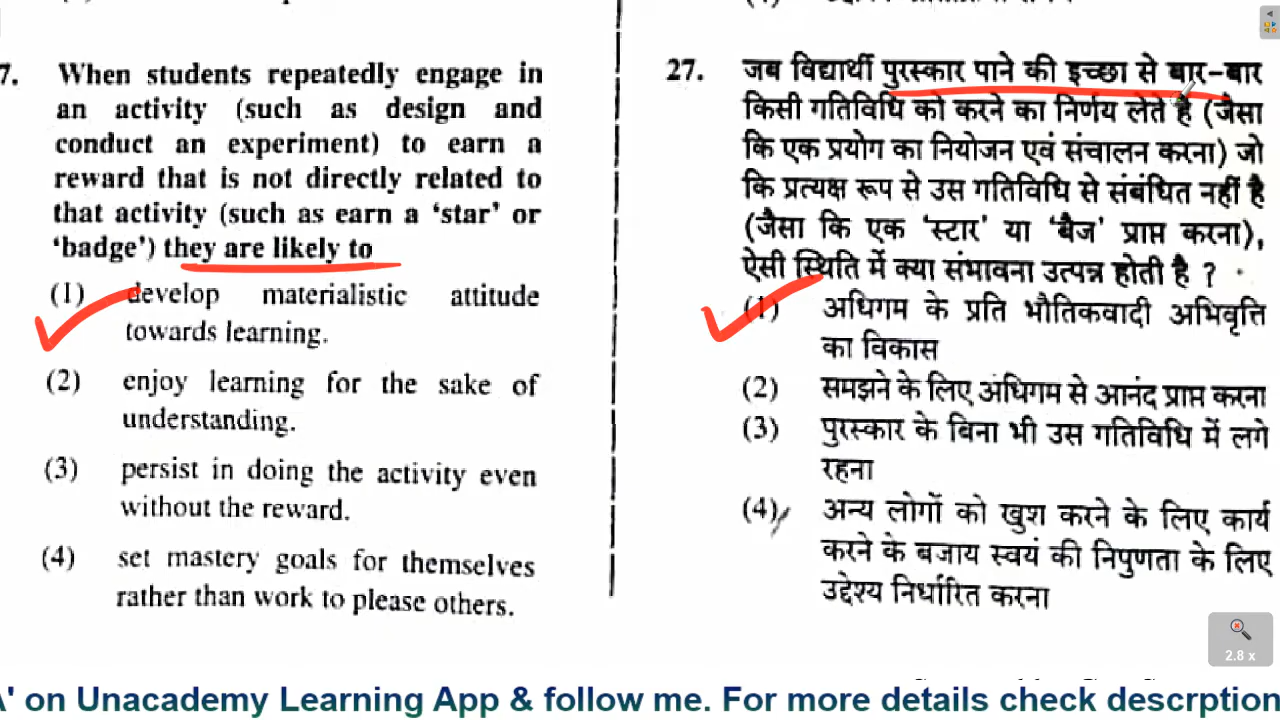 7. When students repeatedly engage in
an activity (such as design and
conduct an experiment) to earn a
reward that is not directly related to
that activity (such as earn a ‘star’ or
‘badge’) they are likely to
(1) develop materialistic attitude
towards learning.
(2) enjoy learning for the sake of
understanding.
(3) persist in doing the activity even
without the reward.
(4) set mastery goals for themselves
rather than work to please others.
27. जब विद्यार्थी पुरस्कार पाने की इच्छा से बार-बार
किसी गतिविधि को करने का निर्णय लेते है (जैसा
कि एक प्रयोग का नियोजन एवं संचालन करना) जो
कि प्रत्यक्ष रूप से उस गतिविधि से संबंधित नहीं है
(जैसा कि एक ‘स्टार’ या ‘बैज’ प्राप्त करना),
ऐसी स्थिति में क्या संभावना उत्पन्न होती है ?
(1) अधिगम के प्रति भौतिकवादी अभिवृत्ति
का विकास
(2) समझने के लिए अधिगम से आनंद प्राप्त करना
(3) पुरस्कार के बिना भी उस गतिविधि में लगे
रहना
(4) अन्य लोगों को खुश करने के लिए कार्य
करने के बजाय स्वयं की निपुणता के लिए
उद्देश्य निर्धारित करना
2.8 x
A' on Unacademy Learning App & follow me. For more details check descrption